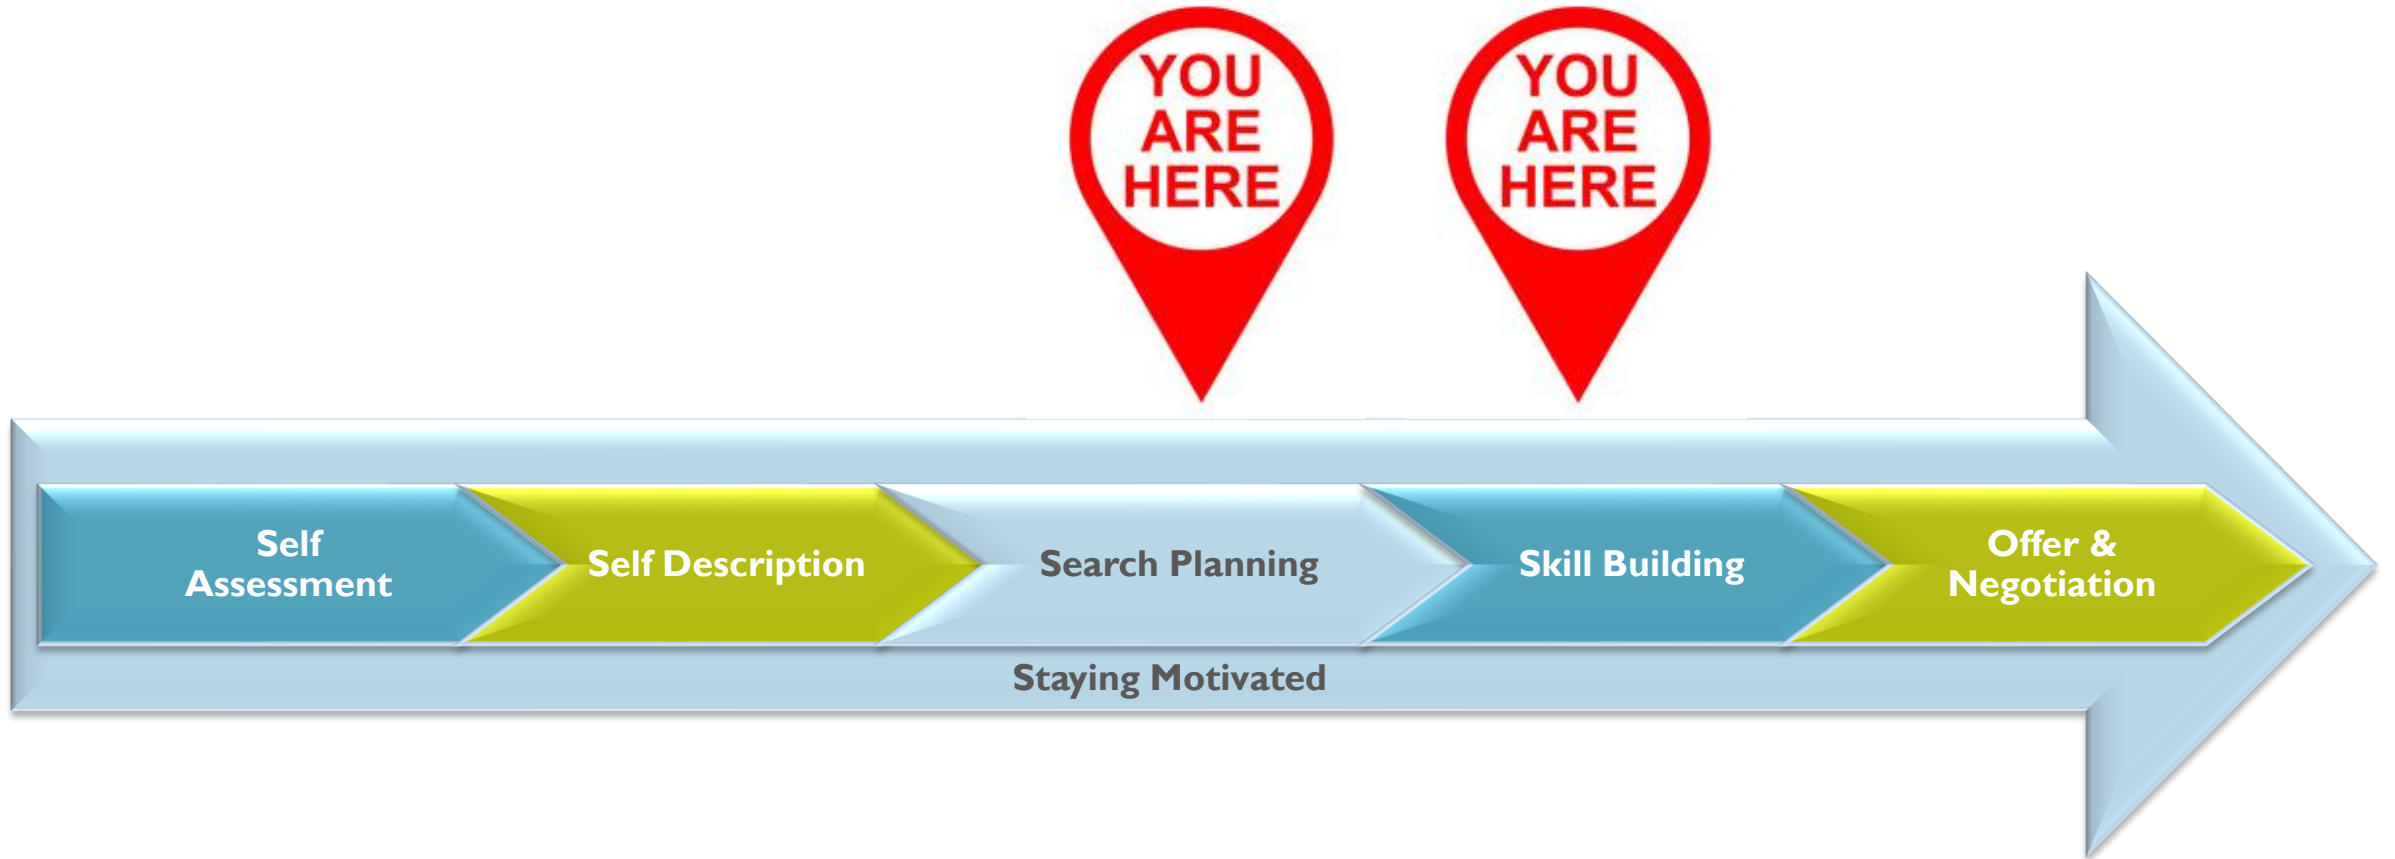 YOU
ARE
HERE
YOU
ARE
HERE
Self
Assessment
Self Description
Search Planning
Skill Building
Offer &
Negotiation
Staying Motivated